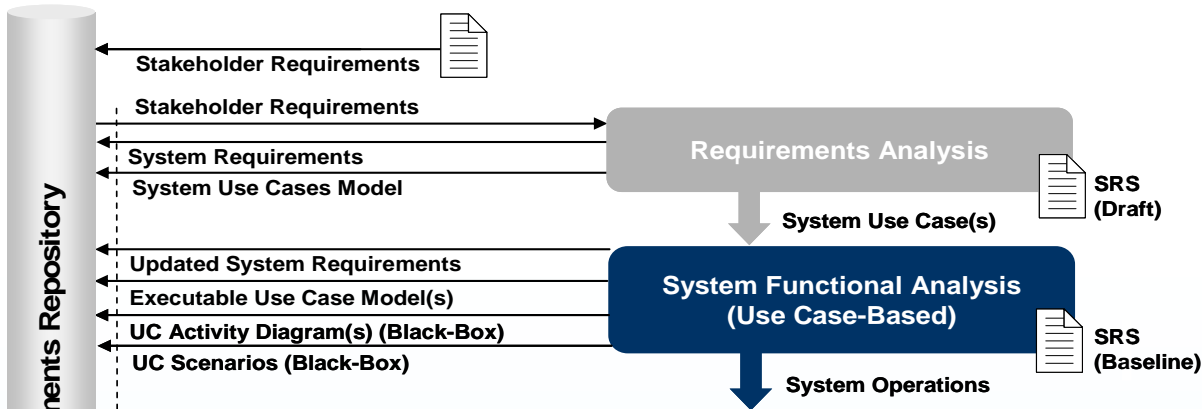 Stakeholder Requirements
Stakeholder Requirements
Requirements Analysis
System Requirements
System Use Cases Model
SRS
(Draft)
System Use Case(s)
Updated System Requirements
System Functional Analysis
(Use Case-Based)
Executable Use Case Model(s)
UC Activity Diagram(s) (Black-Box)
SRS
(Baseline)
UC Scenarios (Black-Box)
System Operations
ments Repository